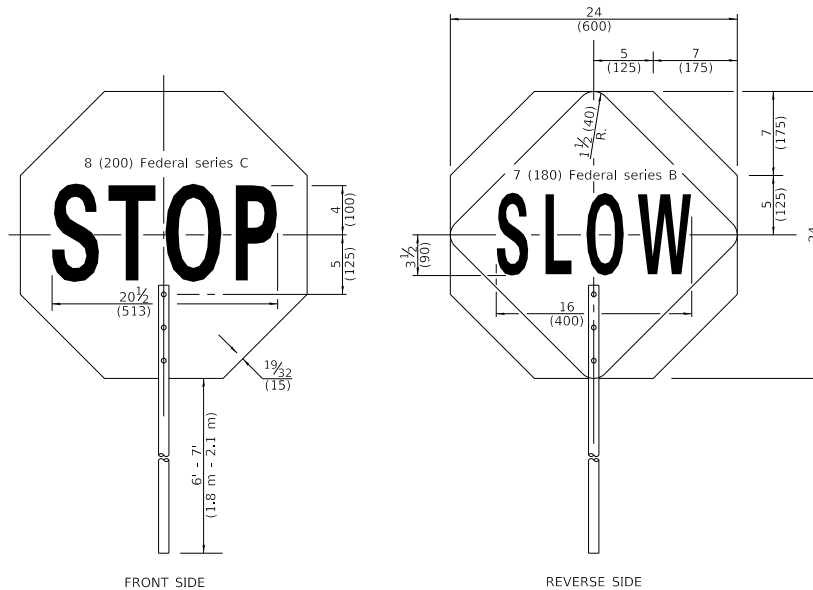 24
(600)
5
(125)
7
(175)
8 (200) Federal series C
STOP
4
(100)
5
(125)
20½
(513)
19/32
(15)
6' - 7'
(1.8 m - 2.1 m)
FRONT SIDE
1½ (40)
R.
7
(175)
7 (180) Federal series B
5
(125)
SLOW
3½
(90)
16
(400)
REVERSE SIDE